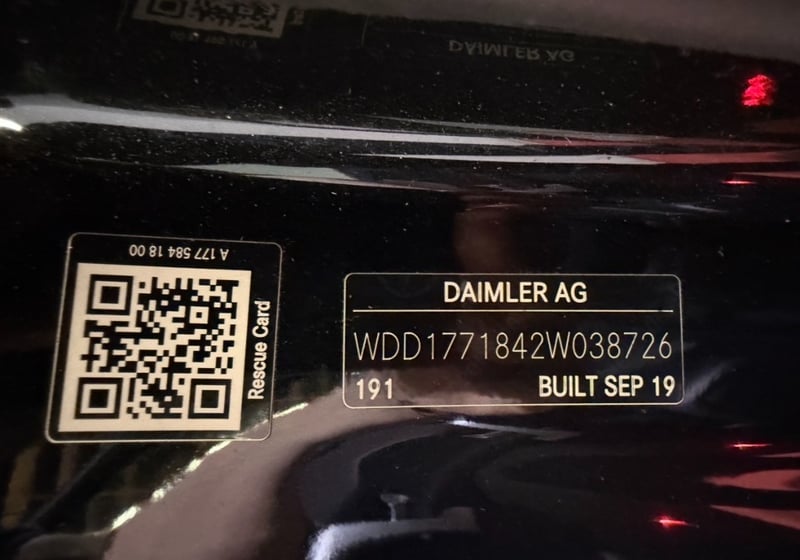 A 177 584 18 00
Rescue Card
DAIMLER AG
WDD1771842W038726
191 BUILT SEP 19
DAIMLER AG